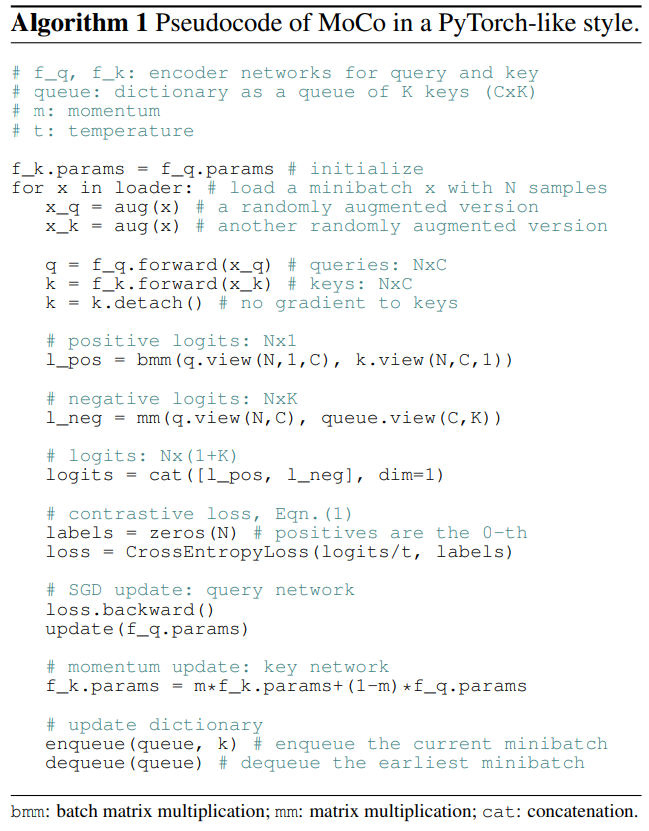 Algorithm 1 Pseudocode of MoCo in a PyTorch-like style.
# f_q, f_k: encoder networks for query and key
# queue: dictionary as a queue of K keys (CxK)
# m: momentum
# t: temperature
f_k.params = f_q.params # initialize
for x in loader: # load a minibatch x with N samples
x_q = aug(x) # a randomly augmented version
x_k = aug(x) # another randomly augmented version
q = f_q.forward(x_q) # queries: NxC
k = f_k.forward(x_k) # keys: NxC
k = k.detach() # no gradient to keys
# positive logits: Nx1
l_pos = bmm(q.view(N,1,C), k.view(N,C,1))
# negative logits: NxK
l_neg = mm(q.view(N,C), queue.view(C,K))
# logits: Nx(1+K)
logits = cat([l_pos, l_neg], dim=1)
# contrastive loss, Eqn.(1)
labels = zeros(N) # positives are the 0-th
loss = CrossEntropyLoss(logits/t, labels)
# SGD update: query network
loss.backward()
update(f_q.params)
# momentum update: key network
f_k.params = m*f_k.params+(1-m)*f_q.params
# update dictionary
enqueue(queue, k) # enqueue the current minibatch
dequeue(queue) # dequeue the earliest minibatch
bmm: batch matrix multiplication; mm: matrix multiplication; cat: concatenation.